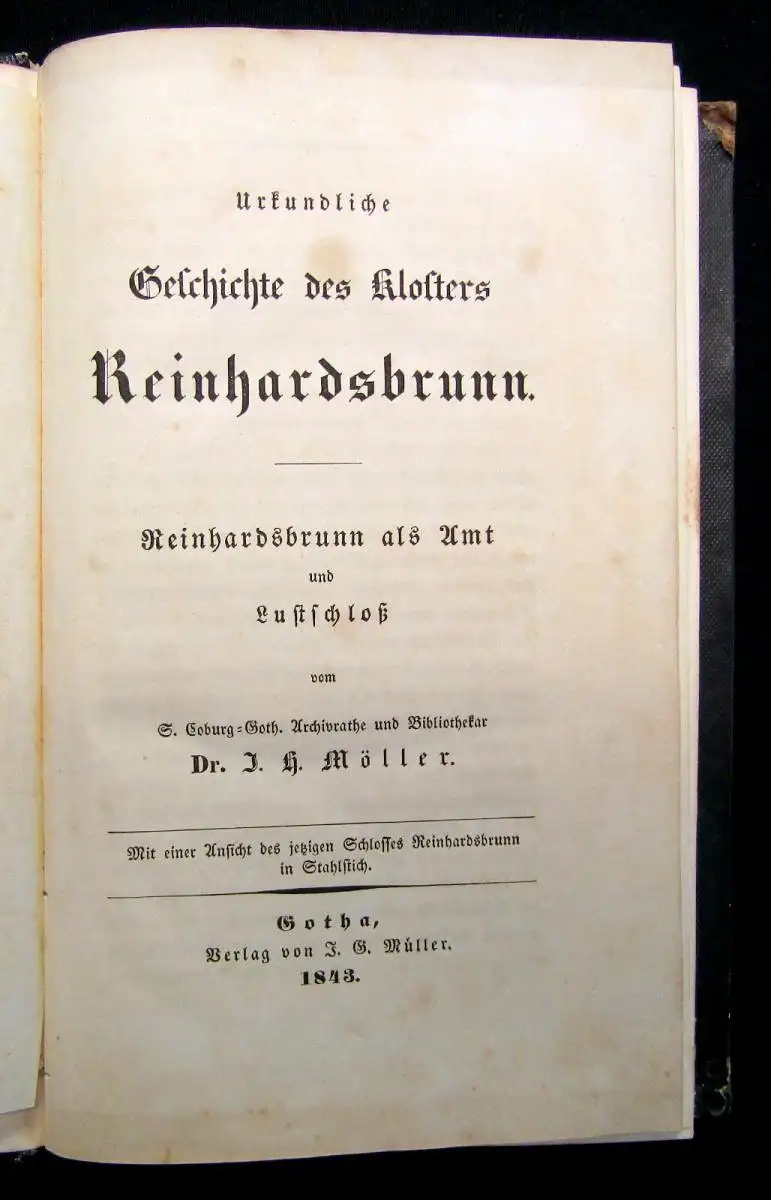 Urkundliche
Geſchichte des Kloſters
Reinhardsbrunn.
Reinhardsbrunn als Amt
und
Luſtſchloß
vom
S. Coburg=Goth. Archivrathe und Bibliothekar
Dr. J. H. Möller.
Mit einer Anſicht des jetzigen Schloſſes Reinhardsbrunn
in Stahlſtich.
Gotha,
Verlag von J. G. Müller.
1843.